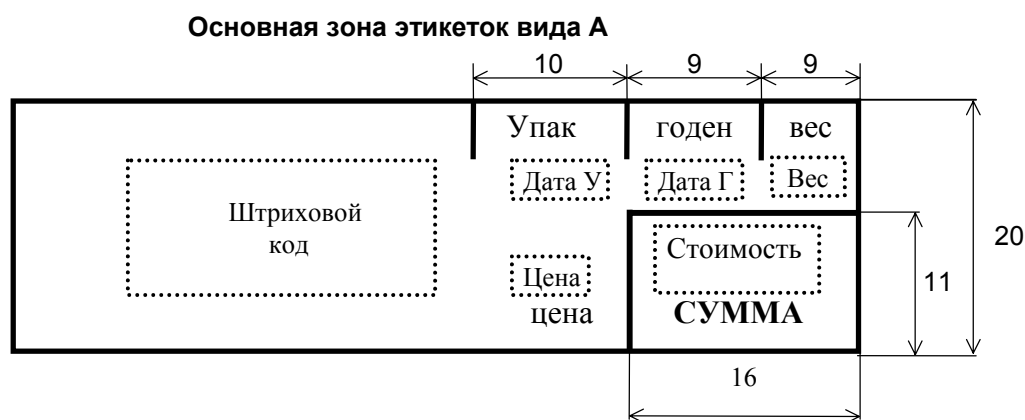 Основная зона этикеток вида А
10 9 9
Упак годен вес
Дата У Дата Г Вес
Штриховой
код
Стоимость
20
Цена
11
цена СУММА
16